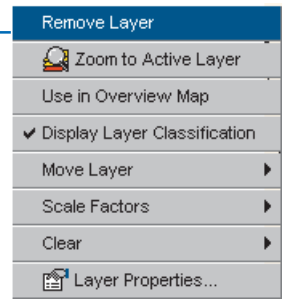 Remove Layer
Zoom to Active Layer
Use in Overview Map
Display Layer Classification
Move Layer
Scale Factors
Clear
Layer Properties...